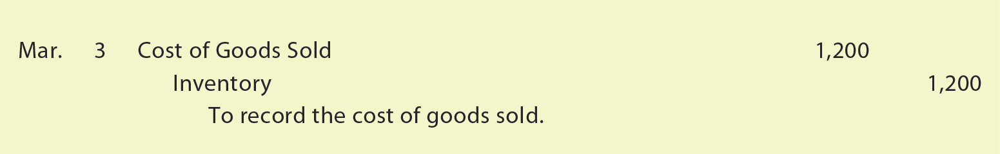 Mar. 3 Cost of Goods Sold 1,200
Inventory 1,200
To record the cost of goods sold.